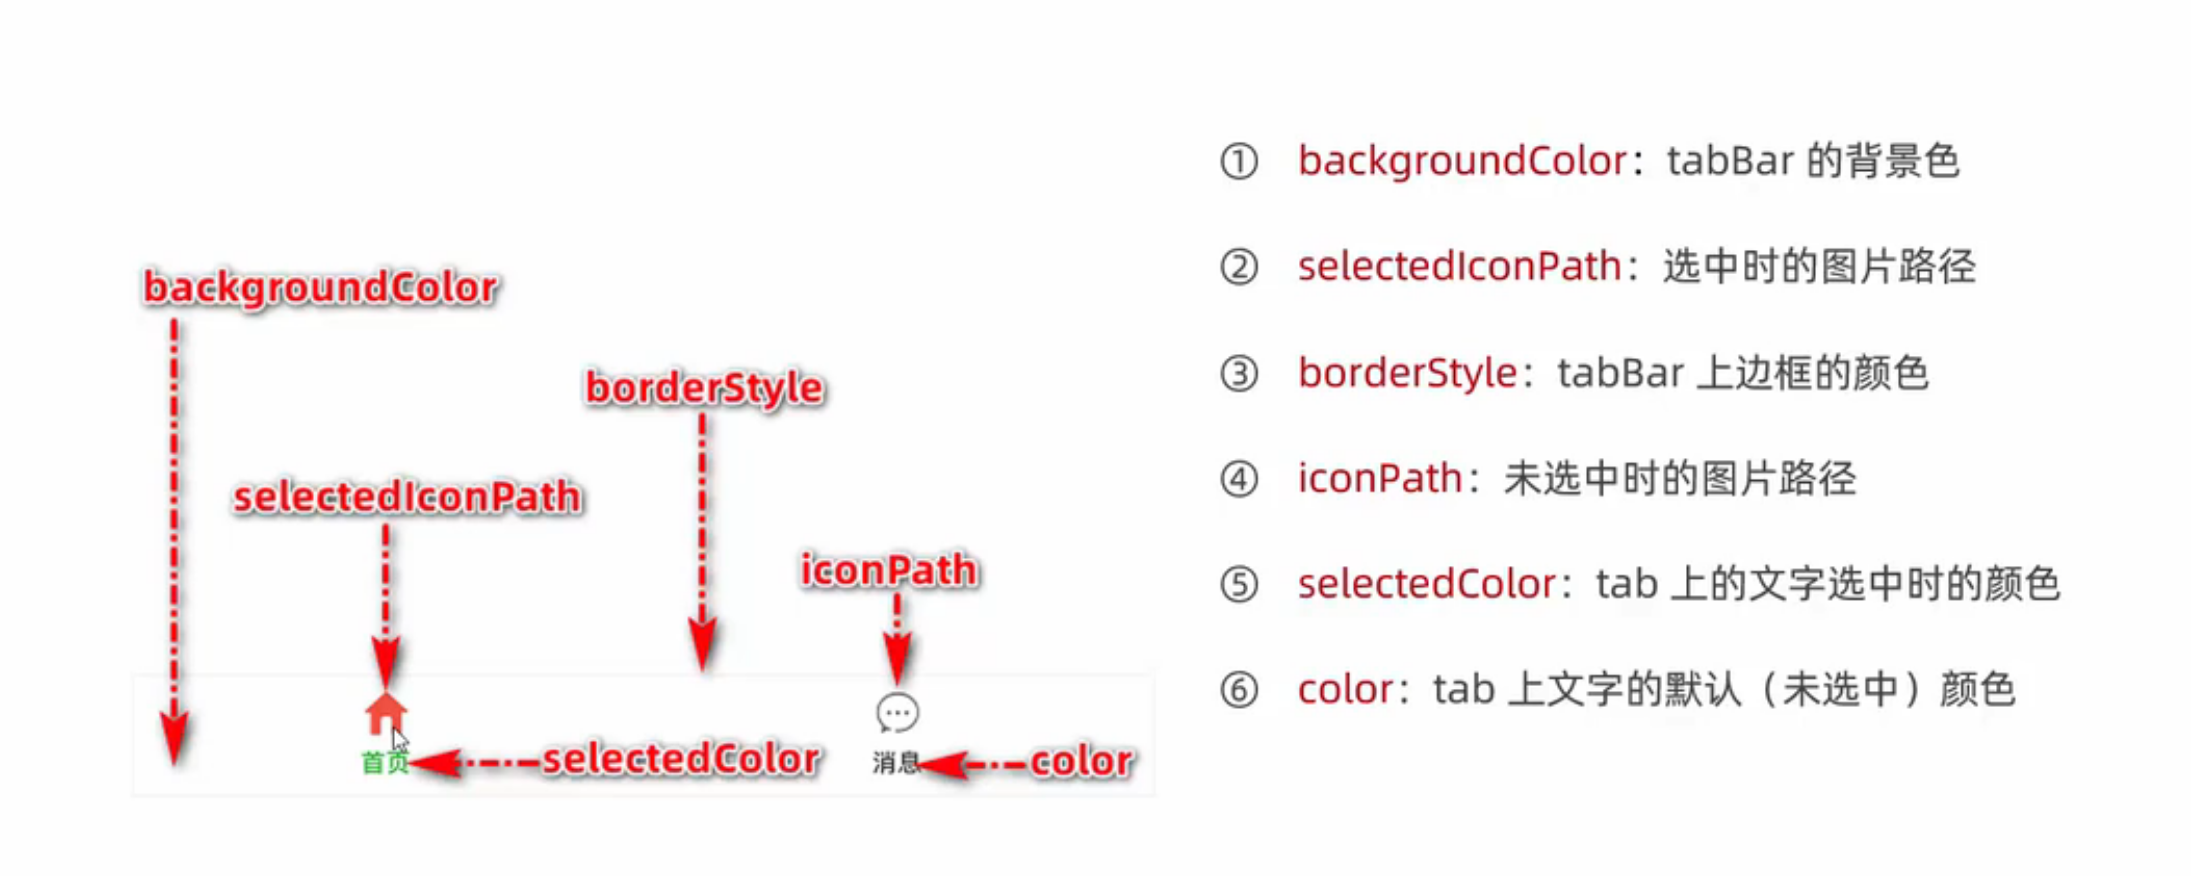 backgroundColor
borderStyle
selectedIconPath
iconPath
首页
selectedColor
消息
color
① backgroundColor：tabBar 的背景色
② selectedIconPath：选中时的图片路径
③ borderStyle：tabBar 上边框的颜色
④ iconPath：未选中时的图片路径
⑤ selectedColor：tab 上的文字选中时的颜色
⑥ color：tab 上文字的默认（未选中）颜色